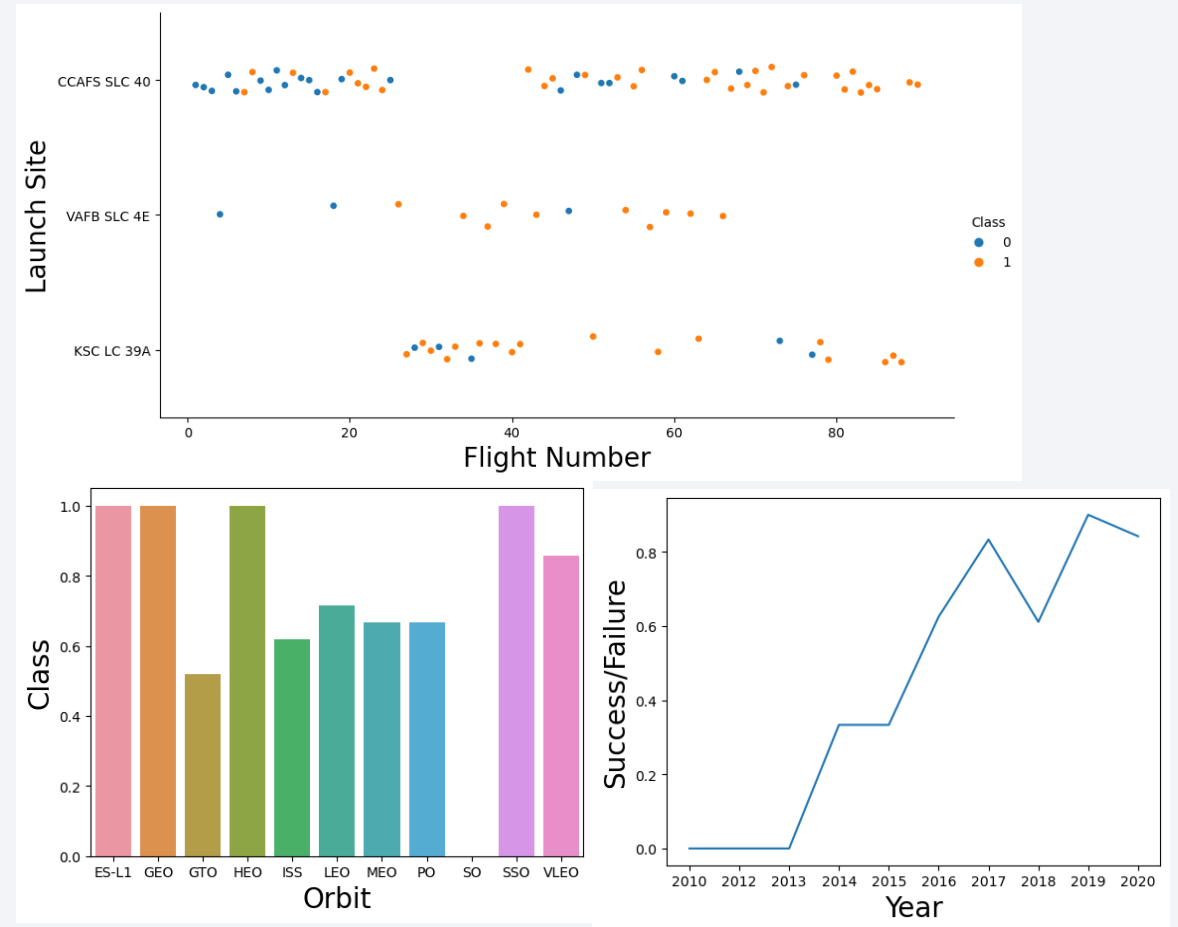 Launch Site
CCAFS SLC 40
VAFB SLC 4E
KSC LC 39A
0 20 40 60 80
Flight Number
Class
0
1
Class
1.0
0.8
0.6
0.4
0.2
0.0
ES-L1 GEO GTO HEO ISS LEO MEO PO SO SSO VLEO
Orbit
Success/Failure
0.8
0.6
0.4
0.2
0.0
2010 2012 2013 2014 2015 2016 2017 2018 2019 2020
Year